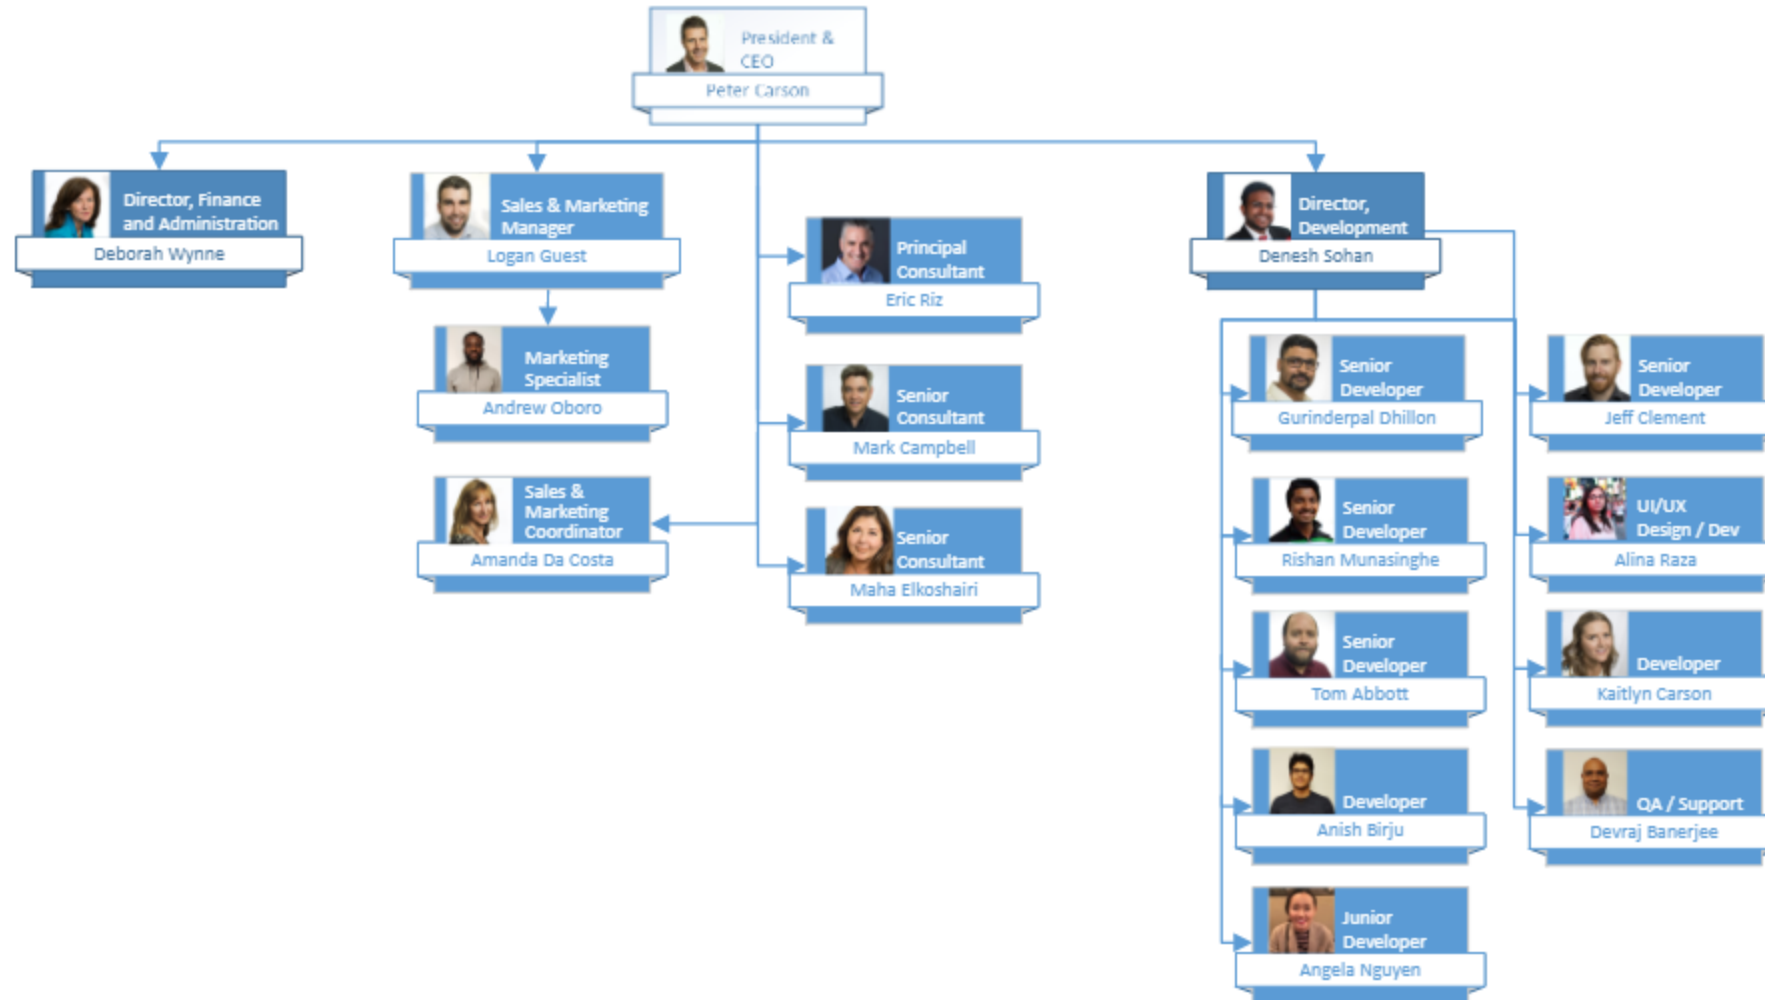 President &
CEO
Peter Carson
Director, Finance
and Administration
Deborah Wynne
Sales & Marketing
Manager
Logan Guest
Marketing
Specialist
Andrew Oboro
Sales &
Marketing
Coordinator
Amanda Da Costa
Principal
Consultant
Eric Riz
Senior
Consultant
Mark Campbell
Senior
Consultant
Maha Elkoshairi
Director,
Development
Denesh Sohan
Senior
Developer
Gurinderpal Dhillon
Senior
Developer
Rishan Munasinghe
Senior
Developer
Tom Abbott
Developer
Anish Birju
Junior
Developer
Angela Nguyen
Senior
Developer
Jeff Clement
UI/UX
Design / Dev
Alina Raza
Developer
Kaitlyn Carson
QA / Support
Devraj Banerjee